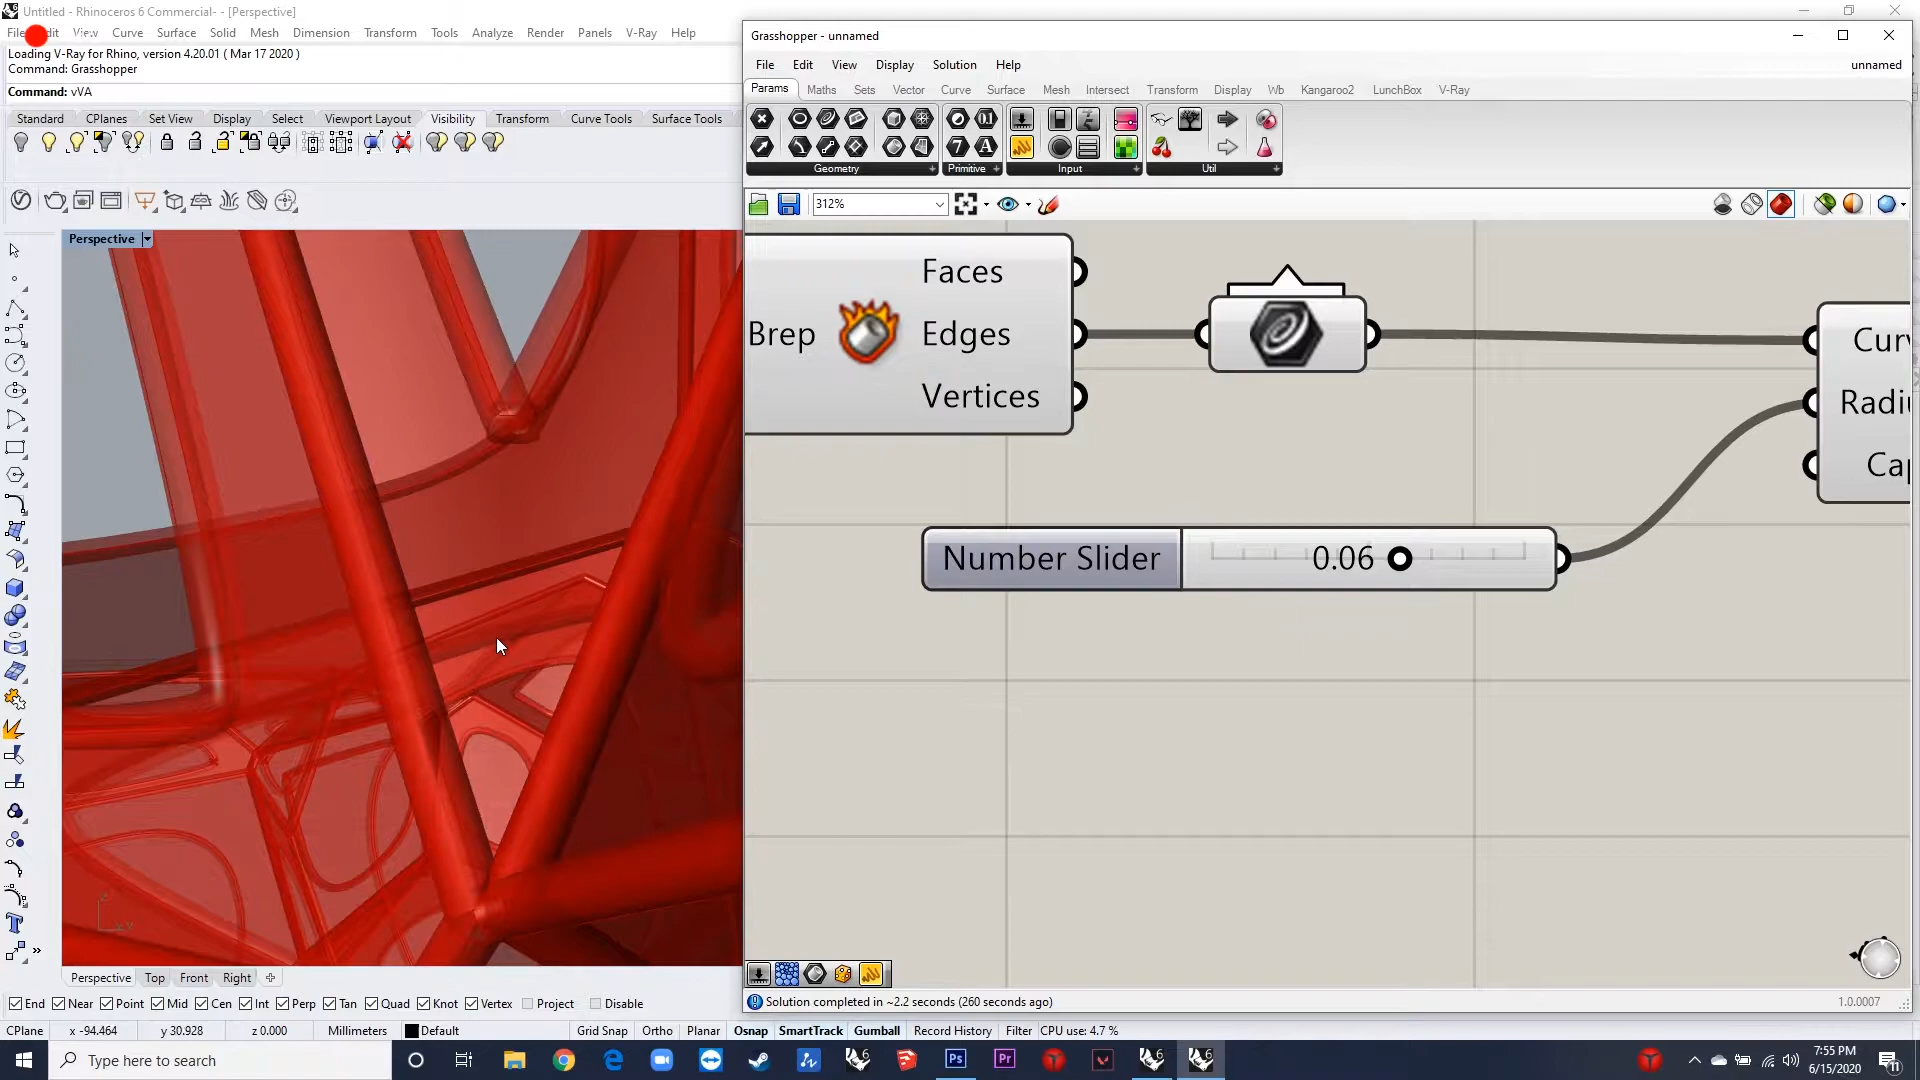 Untitled - Rhinoceros 6 Commercial- - [Perspective]
File Edit View Curve Surface Solid Mesh Dimension Transform Tools Analyze Render Panels V-Ray Help
Loading V-Ray for Rhino, version 4.20.01 ( Mar 17 2020 )
Command: Grasshopper
Command: vVA
Standard CPlanes Set View Display Select Viewport Layout Visibility Transform Curve Tools Surface Tools
Perspective
Perspective Top Front Right
End Near Point Mid Cen Int Perp Tan Quad Knot Vertex Project Disable
CPlane x -94.464 y 30.928 z 0.000 Millimeters Default Grid Snap Ortho Planar Osnap SmartTrack Gumball Record History Filter CPU use: 4.7 %
Grasshopper - unnamed
File Edit View Display Solution Help unnamed
Params Maths Sets Vector Curve Surface Mesh Intersect Transform Display Wb Kangaroo2 LunchBox V-Ray
Geometry Primitive Input Util
312%
Brep
Faces
Edges
Vertices
Curv
Radiu
Cap
Number Slider 0.06
Solution completed in ~2.2 seconds (260 seconds ago) 1.0.0007
Type here to search
7:55 PM
6/15/2020
11